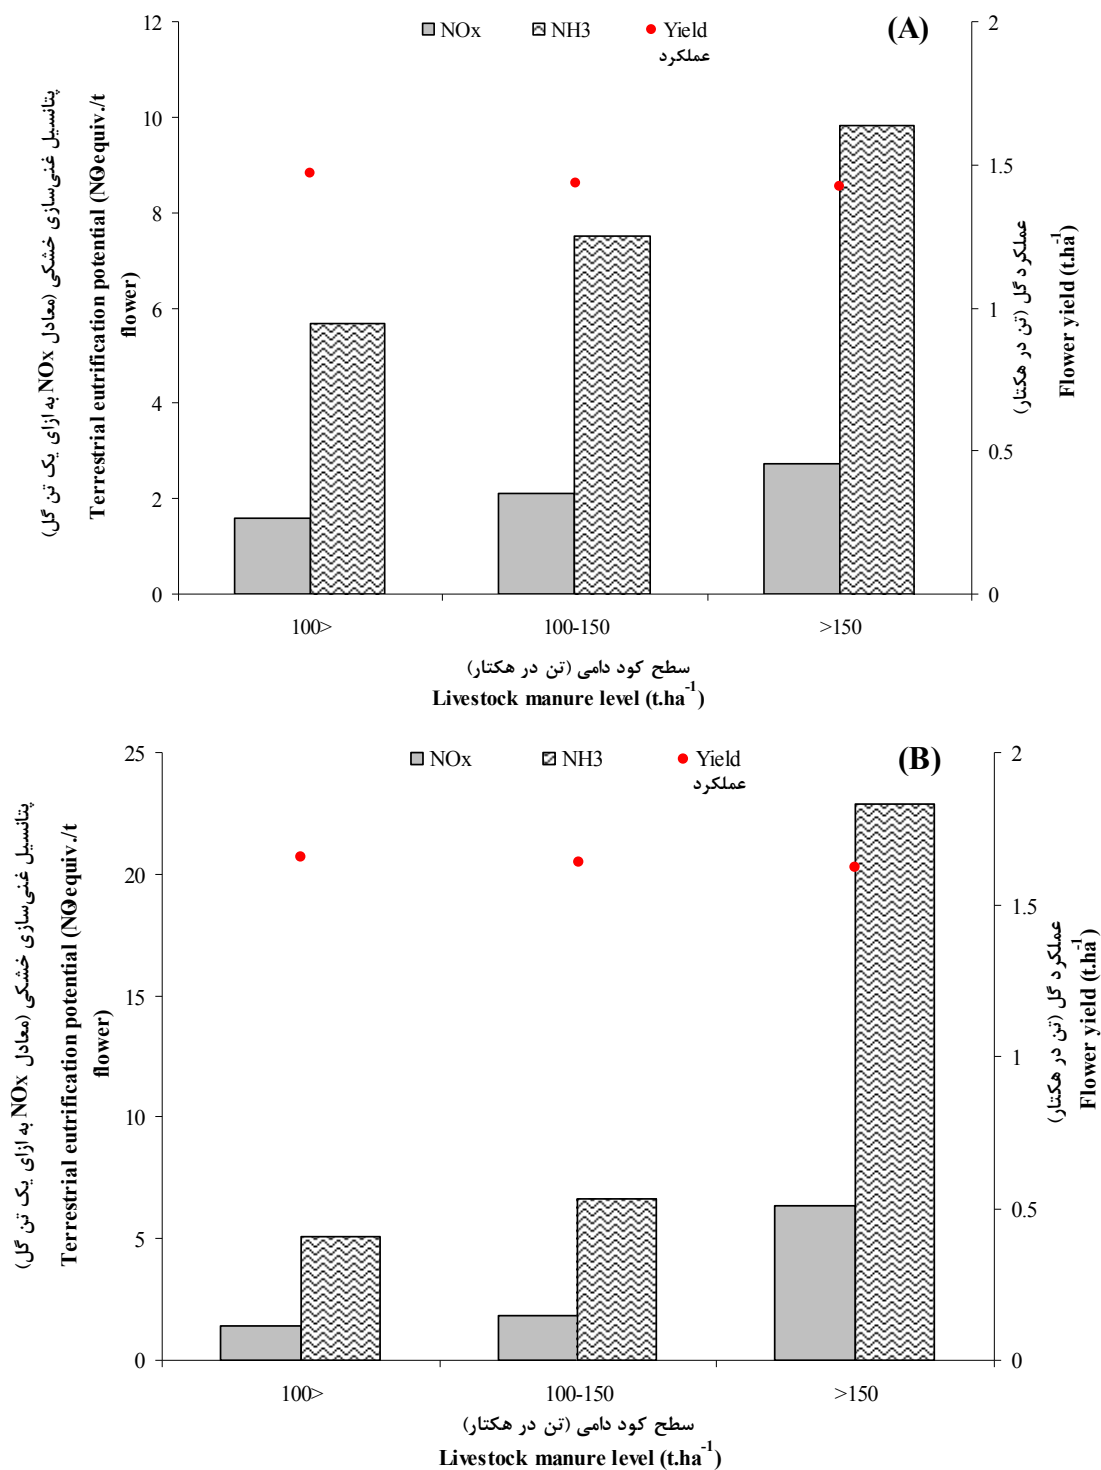 (A)
NOx NH3 Yield
عملکرد
12
10
8
6
4
2
0
2
1.5
1
0.5
0
پتانسیل غنی‌سازی خشکی (معادل NOx به ازای یک تن گل)
Terrestrial eutrification potential (NOequiv./t
flower)
عملکرد گل (تن در هکتار)
Flower yield (t.ha-1)
100> 100-150 >150
سطح کود دامی (تن در هکتار)
Livestock manure level (t.ha-1)
(B)
NOx NH3 Yield
عملکرد
25
20
15
10
5
0
2
1.5
1
0.5
0
پتانسیل غنی‌سازی خشکی (معادل NOx به ازای یک تن گل)
Terrestrial eutrification potential (NOequiv./t
flower)
عملکرد گل (تن در هکتار)
Flower yield (t.ha-1)
100> 100-150 >150
سطح کود دامی (تن در هکتار)
Livestock manure level (t.ha-1)